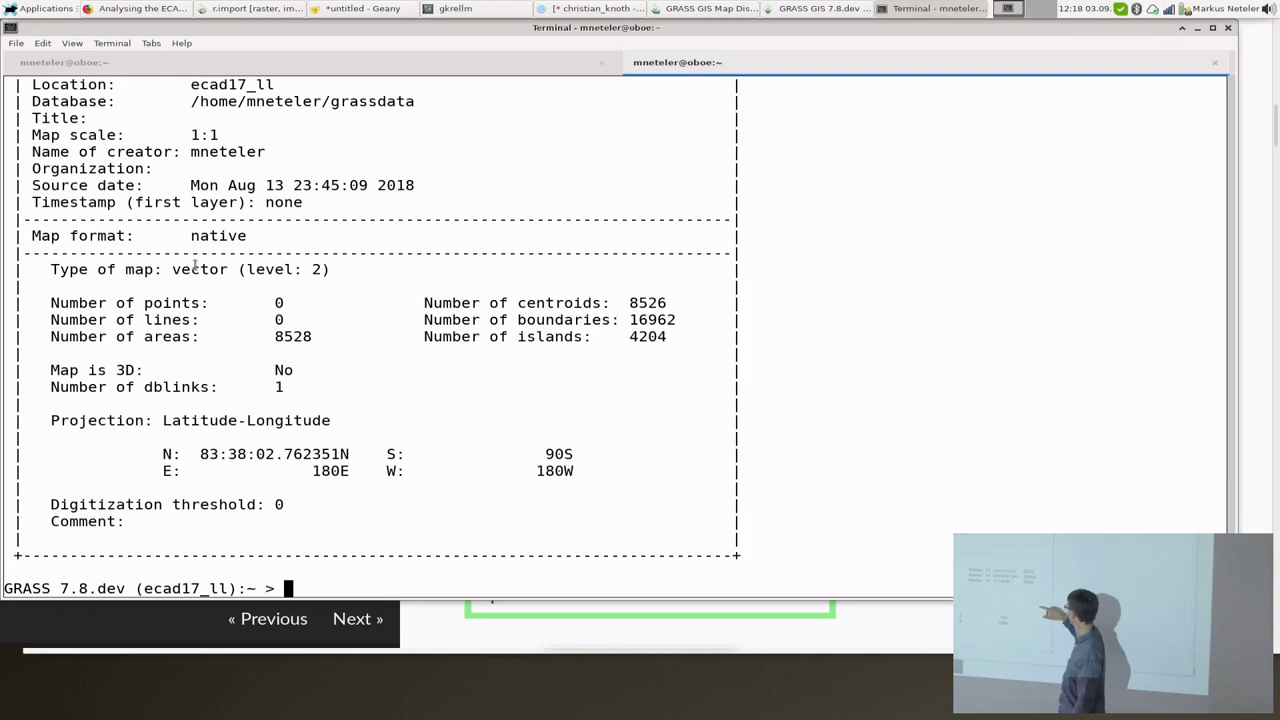 Applications
Analysing the ECA...
r.import [raster, im...
*untitled - Geany
gkrellm
[* christian_knoth -...
GRASS GIS Map Dis...
GRASS GIS 7.8.dev ...
Terminal - mneteler...
12:18 03.09.
Markus Neteler
Terminal - mneteler@oboe:~
File Edit View Terminal Tabs Help
mneteler@oboe:~ × mneteler@oboe:~ ×
| Location: ecad17_ll |
| Database: /home/mneteler/grassdata |
| Title: |
| Map scale: 1:1 |
| Name of creator: mneteler |
| Organization: |
| Source date: Mon Aug 13 23:45:09 2018 |
| Timestamp (first layer): none |
|----------------------------------------------------------------------------|
| Map format: native |
|----------------------------------------------------------------------------|
| Type of map: vector (level: 2) |
| Number of points: 0 Number of centroids: 8526 |
| Number of lines: 0 Number of boundaries: 16962 |
| Number of areas: 8528 Number of islands: 4204 |
| Map is 3D: No |
| Number of dblinks: 1 |
| Projection: Latitude-Longitude |
| N: 83:38:02.762351N S: 90S |
| E: 180E W: 180W |
| Digitization threshold: 0 |
| Comment: |
+----------------------------------------------------------------------------+
GRASS 7.8.dev (ecad17_ll):~ >
« Previous Next »